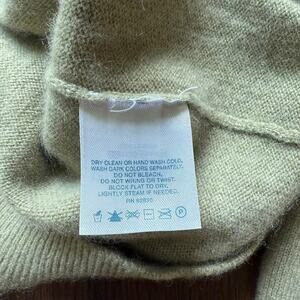 DRY CLEAN OR HAND WASH COLD.
WASH DARK COLORS SEPARATELY.
DO NOT BLEACH.
DO NOT WRING OR TWIST.
BLOCK FLAT TO DRY.
LIGHTLY STEAM IF NEEDED.
RN 62830
P